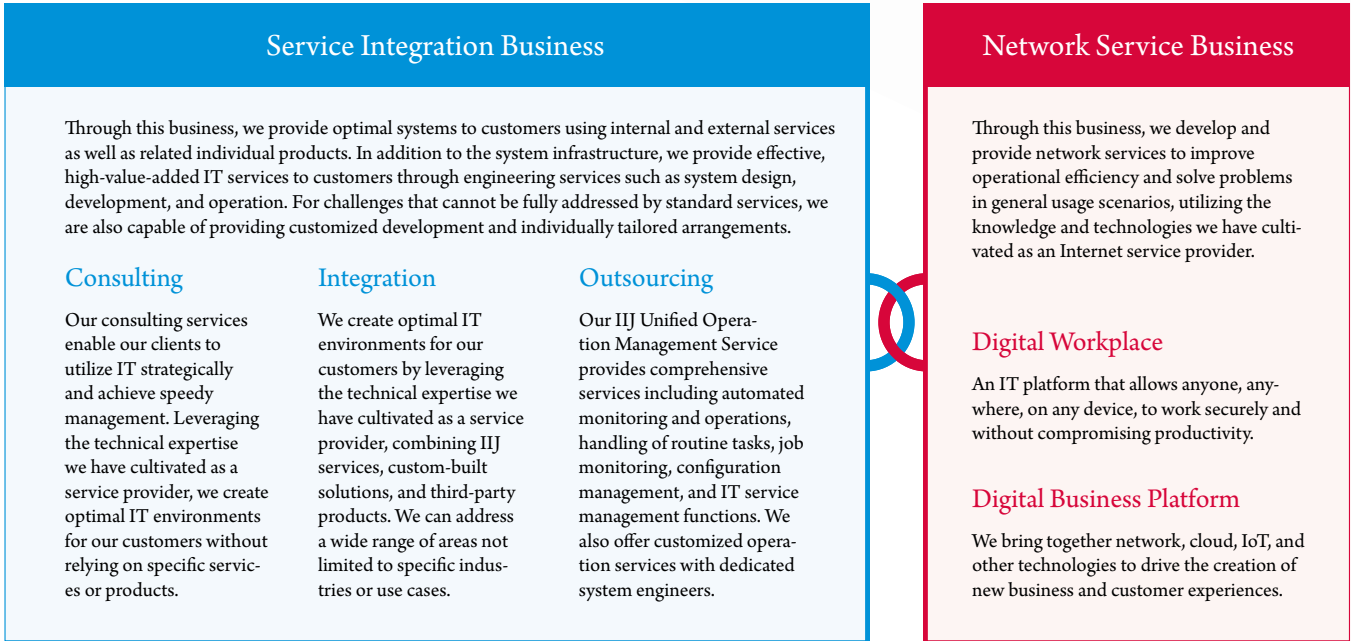 Service Integration Business
Through this business, we provide optimal systems to customers using internal and external services
as well as related individual products. In addition to the system infrastructure, we provide effective,
high-value-added IT services to customers through engineering services such as system design,
development, and operation. For challenges that cannot be fully addressed by standard services, we
are also capable of providing customized development and individually tailored arrangements.
Consulting
Our consulting services
enable our clients to
utilize IT strategically
and achieve speedy
management. Leveraging
the technical expertise
we have cultivated as a
service provider, we create
optimal IT environments
for our customers without
relying on specific servic-
es or products.
Integration
We create optimal IT
environments for our
customers by leveraging
the technical expertise we
have cultivated as a service
provider, combining IIJ
services, custom-built
solutions, and third-party
products. We can address
a wide range of areas not
limited to specific indus-
tries or use cases.
Outsourcing
Our IIJ Unified Opera-
tion Management Service
provides comprehensive
services including automated
monitoring and operations,
handling of routine tasks, job
monitoring, configuration
management, and IT service
management functions. We
also offer customized opera-
tion services with dedicated
system engineers.
Network Service Business
Through this business, we develop and
provide network services to improve
operational efficiency and solve problems
in general usage scenarios, utilizing the
knowledge and technologies we have culti-
vated as an Internet service provider.
Digital Workplace
An IT platform that allows anyone, any-
where, on any device, to work securely and
without compromising productivity.
Digital Business Platform
We bring together network, cloud, IoT, and
other technologies to drive the creation of
new business and customer experiences.